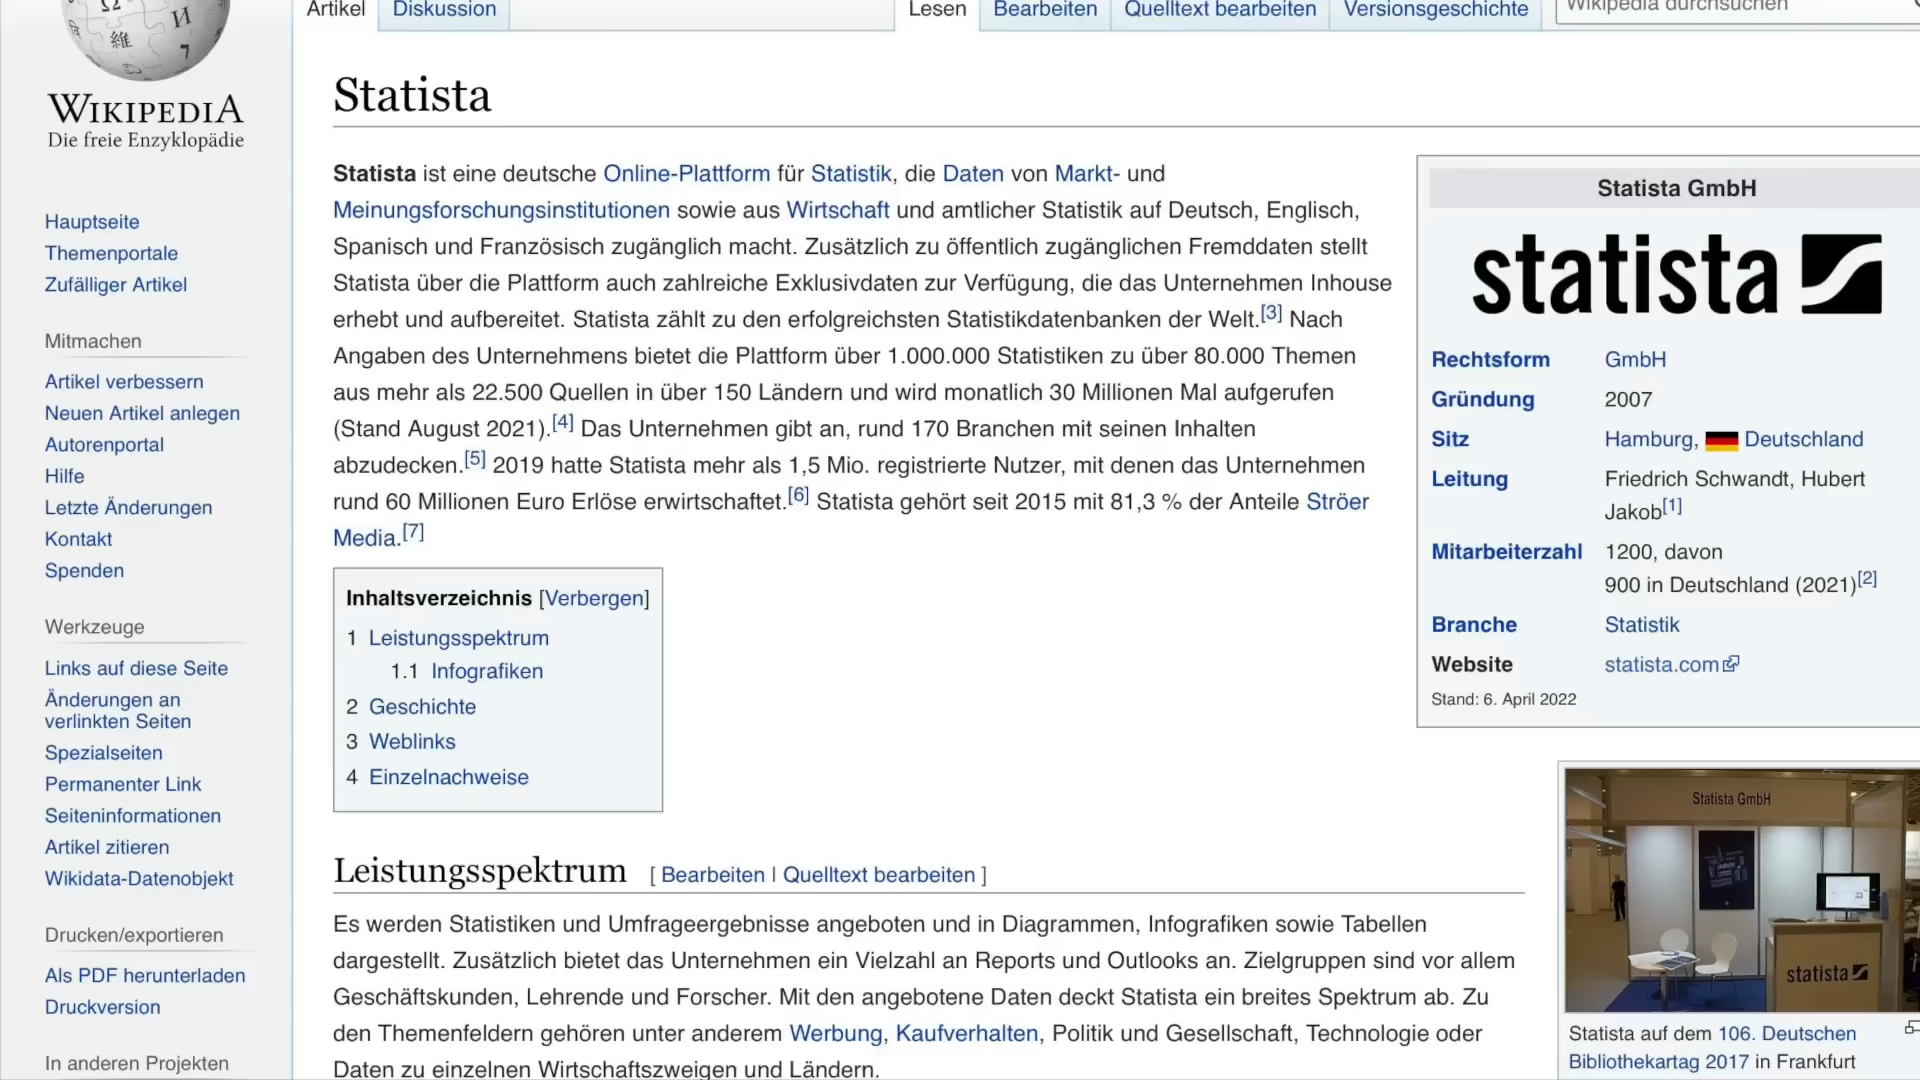 Artikel Diskussion Lesen Bearbeiten Quelltext bearbeiten Versionsgeschichte Wikipedia durchsuchen
WIKIPEDIA
Die freie Enzyklopädie
Hauptseite
Themenportale
Zufälliger Artikel
Mitmachen
Artikel verbessern
Neuen Artikel anlegen
Autorenportal
Hilfe
Letzte Änderungen
Kontakt
Spenden
Werkzeuge
Links auf diese Seite
Änderungen an
verlinkten Seiten
Spezialseiten
Permanenter Link
Seiteninformationen
Artikel zitieren
Wikidata-Datenobjekt
Drucken/exportieren
Als PDF herunterladen
Druckversion
In anderen Projekten
Statista
Statista ist eine deutsche Online-Plattform für Statistik, die Daten von Markt- und
Meinungsforschungsinstitutionen sowie aus Wirtschaft und amtlicher Statistik auf Deutsch, Englisch,
Spanisch und Französisch zugänglich macht. Zusätzlich zu öffentlich zugänglichen Fremddaten stellt
Statista über die Plattform auch zahlreiche Exklusivdaten zur Verfügung, die das Unternehmen Inhouse
erhebt und aufbereitet. Statista zählt zu den erfolgreichsten Statistikdatenbanken der Welt.[3] Nach
Angaben des Unternehmens bietet die Plattform über 1.000.000 Statistiken zu über 80.000 Themen
aus mehr als 22.500 Quellen in über 150 Ländern und wird monatlich 30 Millionen Mal aufgerufen
(Stand August 2021).[4] Das Unternehmen gibt an, rund 170 Branchen mit seinen Inhalten
abzudecken.[5] 2019 hatte Statista mehr als 1,5 Mio. registrierte Nutzer, mit denen das Unternehmen
rund 60 Millionen Euro Erlöse erwirtschaftet.[6] Statista gehört seit 2015 mit 81,3 % der Anteile Ströer
Media.[7]
Inhaltsverzeichnis [Verbergen]
1 Leistungsspektrum
1.1 Infografiken
2 Geschichte
3 Weblinks
4 Einzelnachweise
Leistungsspektrum [ Bearbeiten | Quelltext bearbeiten ]
Es werden Statistiken und Umfrageergebnisse angeboten und in Diagrammen, Infografiken sowie Tabellen
dargestellt. Zusätzlich bietet das Unternehmen ein Vielzahl an Reports und Outlooks an. Zielgruppen sind vor allem
Geschäftskunden, Lehrende und Forscher. Mit den angebotene Daten deckt Statista ein breites Spektrum ab. Zu
den Themenfeldern gehören unter anderem Werbung, Kaufverhalten, Politik und Gesellschaft, Technologie oder
Daten zu einzelnen Wirtschaftszweigen und Ländern.
Statista GmbH
statista
Rechtsform GmbH
Gründung 2007
Sitz Hamburg, Deutschland
Leitung Friedrich Schwandt, Hubert
Jakob[1]
Mitarbeiterzahl 1200, davon
900 in Deutschland (2021)[2]
Branche Statistik
Website statista.com
Stand: 6. April 2022
Statista GmbH
statista
Statista auf dem 106. Deutschen
Bibliothekartag 2017 in Frankfurt